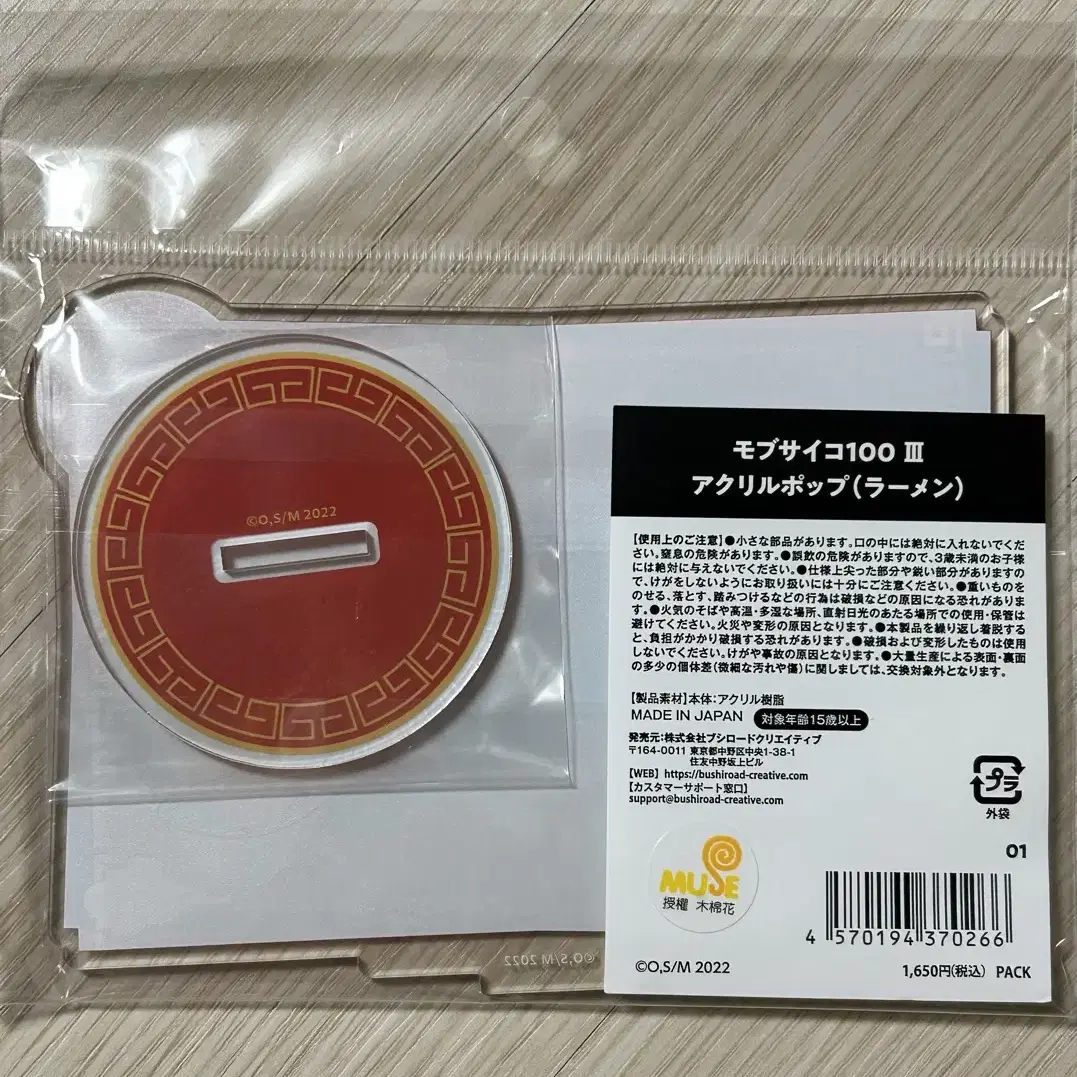 ©O,S/M 2022
モブサイコ100 Ⅲ
アクリルポップ(ラーメン)
【使用上のご注意】●小さな部品があります。口の中には絶対に入れないでくだ
さい。窒息の危険があります。●誤飲の危険がありますので、3歳未満のお子様
には絶対に与えないでください。●仕様上尖った部分や鋭い部分があります
ので、けがをしないようにお取り扱いには十分にご注意ください。●重いものを
のせる、落とす、踏みつけるなどの行為は破損などの原因になる恐れがありま
す。●火気のそばや高温・多湿な場所、直射日光のあたる場所での使用・保管は
避けてください。火災や変形の原因となります。●本製品を繰り返し着脱する
と、負担がかかり破損する恐れがあります。●破損および変形したものは使用
しないでください。けがや事故の原因となります。●大量生産による表面・裏面
の多少の個体差(微細な汚れや傷)に関しましては、交換対象外となります。
【製品素材】本体:アクリル樹脂
MADE IN JAPAN 対象年齢15歳以上
発売元:株式会社ブシロードクリエイティブ
〒164-0011 東京都中野区中央1-38-1
住友中野坂上ビル
【WEB】https://bushiroad-creative.com
【カスタマーサポート窓口】
support@bushiroad-creative.com
プラ
外袋
01
MUSE
授權 木棉花
4 570194 370266
©O,S/M 2022
1,650円(税込) PACK
©O,S/M 2022